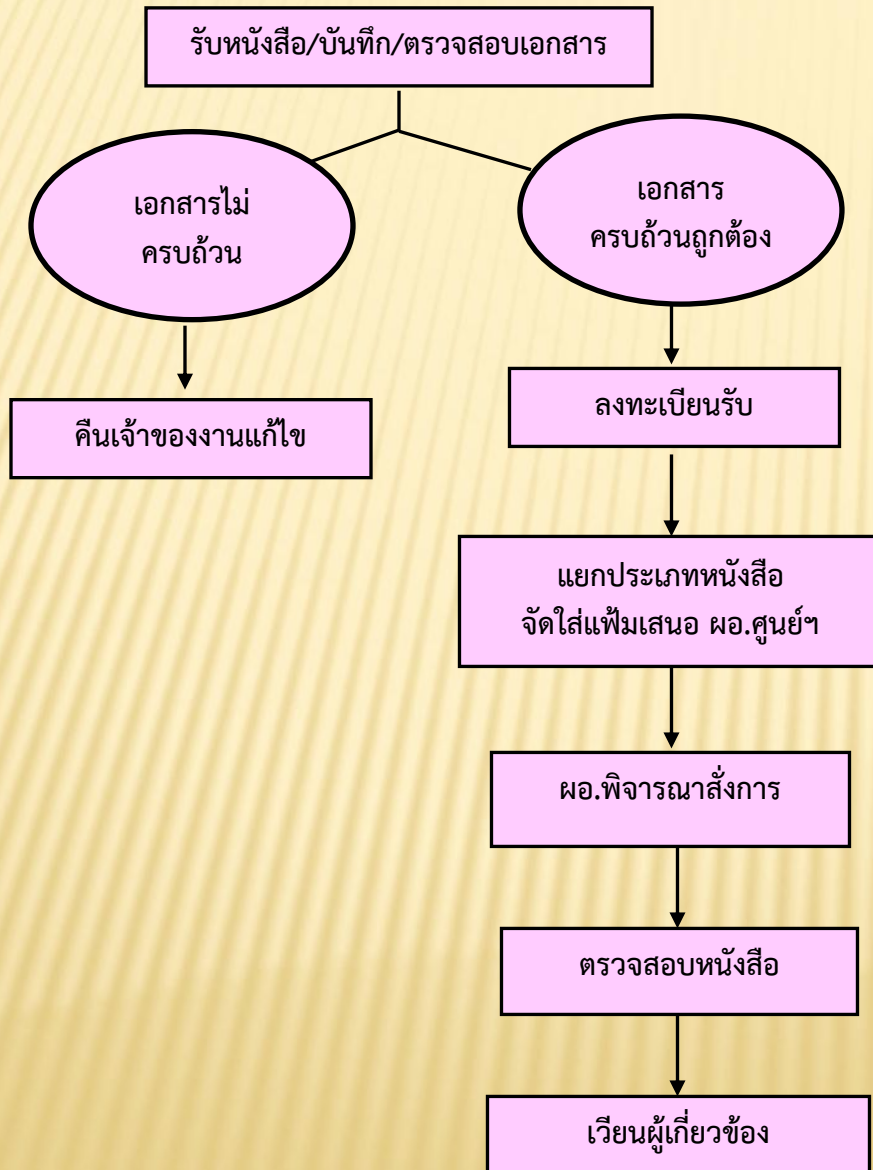 รับหนังสือ/บันทึก/ตรวจสอบเอกสาร
เอกสารไม่
ครบถ้วน
เอกสาร
ครบถ้วนถูกต้อง
คืนเจ้าของงานแก้ไข
ลงทะเบียนรับ
แยกประเภทหนังสือ
จัดใส่แฟ้มเสนอ ผอ.ศูนย์ฯ
ผอ.พิจารณาสั่งการ
ตรวจสอบหนังสือ
เวียนผู้เกี่ยวข้อง